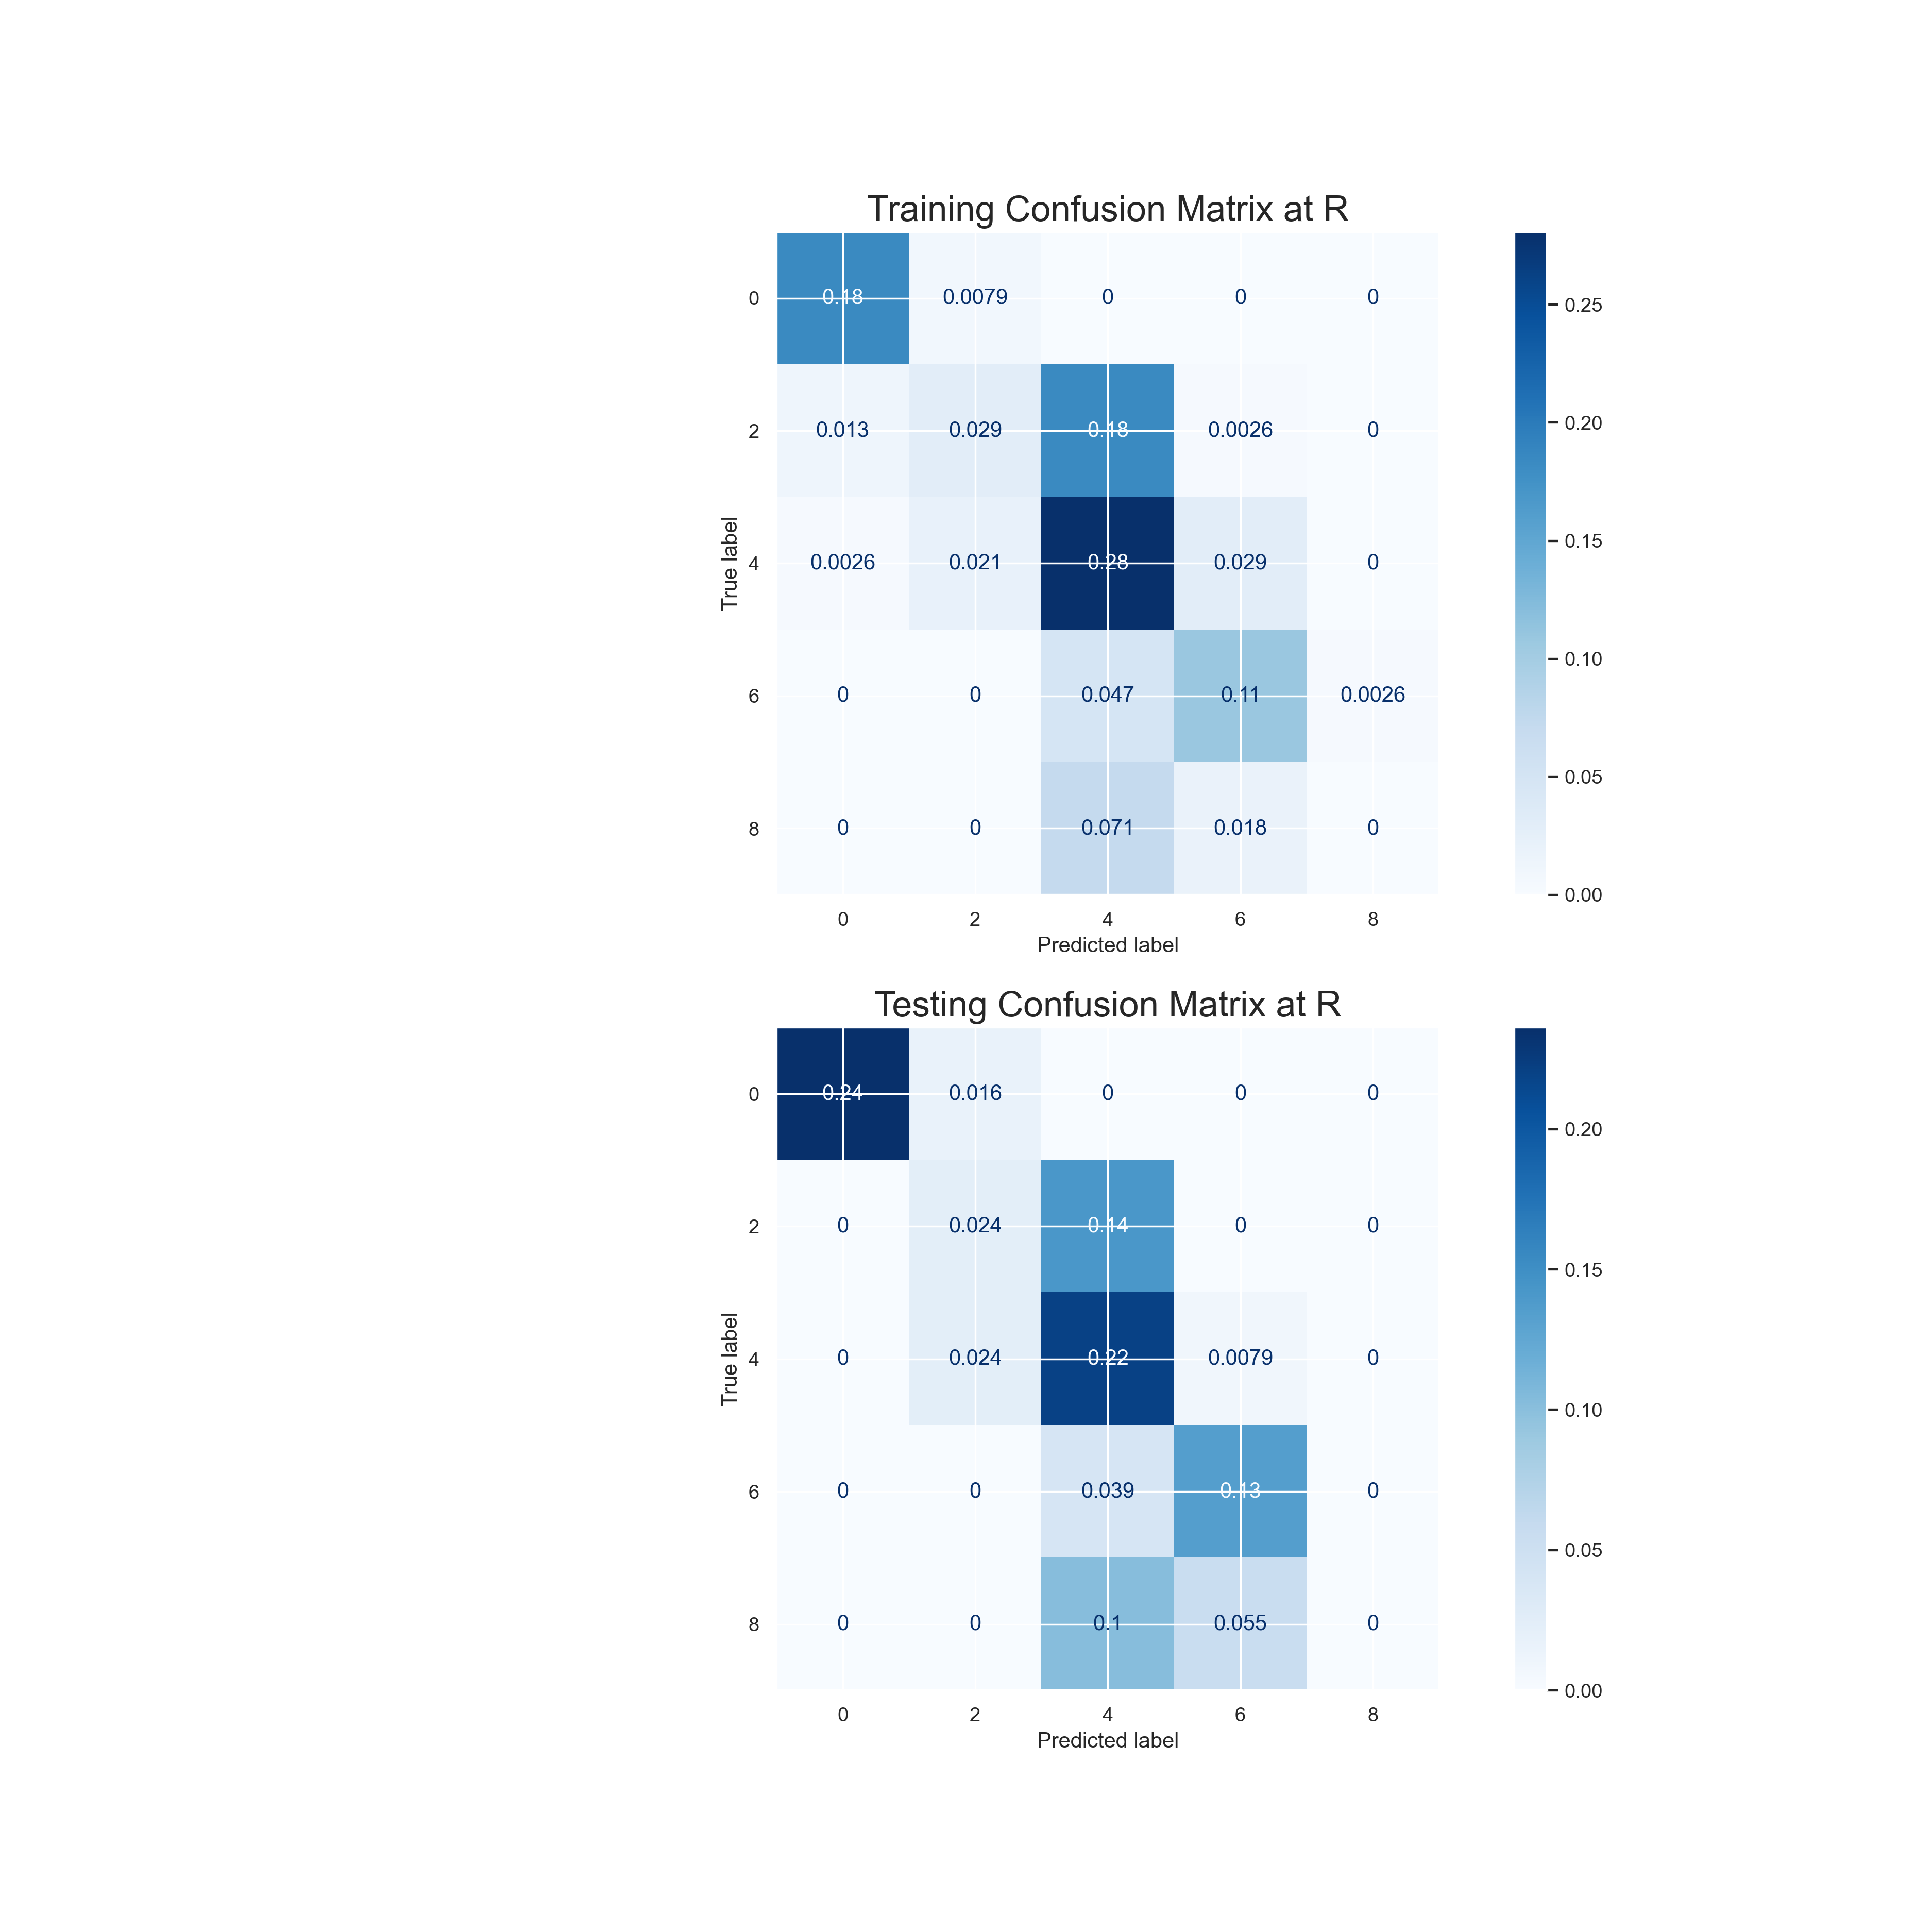 Training Confusion Matrix at R
0 0.18 0.0079 0 0 0
2 0.013 0.029 0.18 0.0026 0
4 0.0026 0.021 0.28 0.029 0
6 0 0 0.047 0.11 0.0026
8 0 0 0.071 0.018 0
True label
0 2 4 6 8
Predicted label
0.25
0.20
0.15
0.10
0.05
0.00
Testing Confusion Matrix at R
0 0.24 0.016 0 0 0
2 0 0.024 0.14 0 0
4 0 0.024 0.22 0.0079 0
6 0 0 0.039 0.13 0
8 0 0 0.1 0.055 0
True label
0 2 4 6 8
Predicted label
0.20
0.15
0.10
0.05
0.00